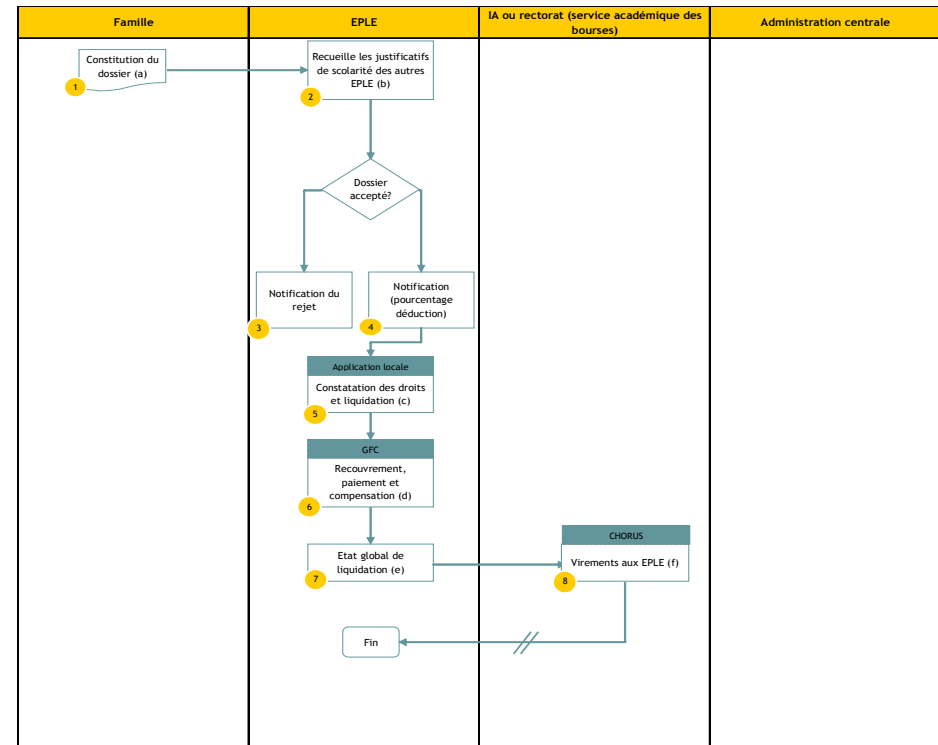 Famille
EPLE
IA ou rectorat (service académique des
bourses)
Administration centrale
Constitution du
dossier (a)
1
Recueille les justificatifs
de scolarité des autres
EPLE (b)
2
Dossier
accepté?
Notification du
rejet
3
Notification
(pourcentage
déduction)
4
Application locale
Constatation des droits
et liquidation (c)
5
GFC
Recouvrement,
paiement et
compensation (d)
6
Etat global de
liquidation (e)
7
CHORUS
Virements aux EPLE (f)
8
Fin